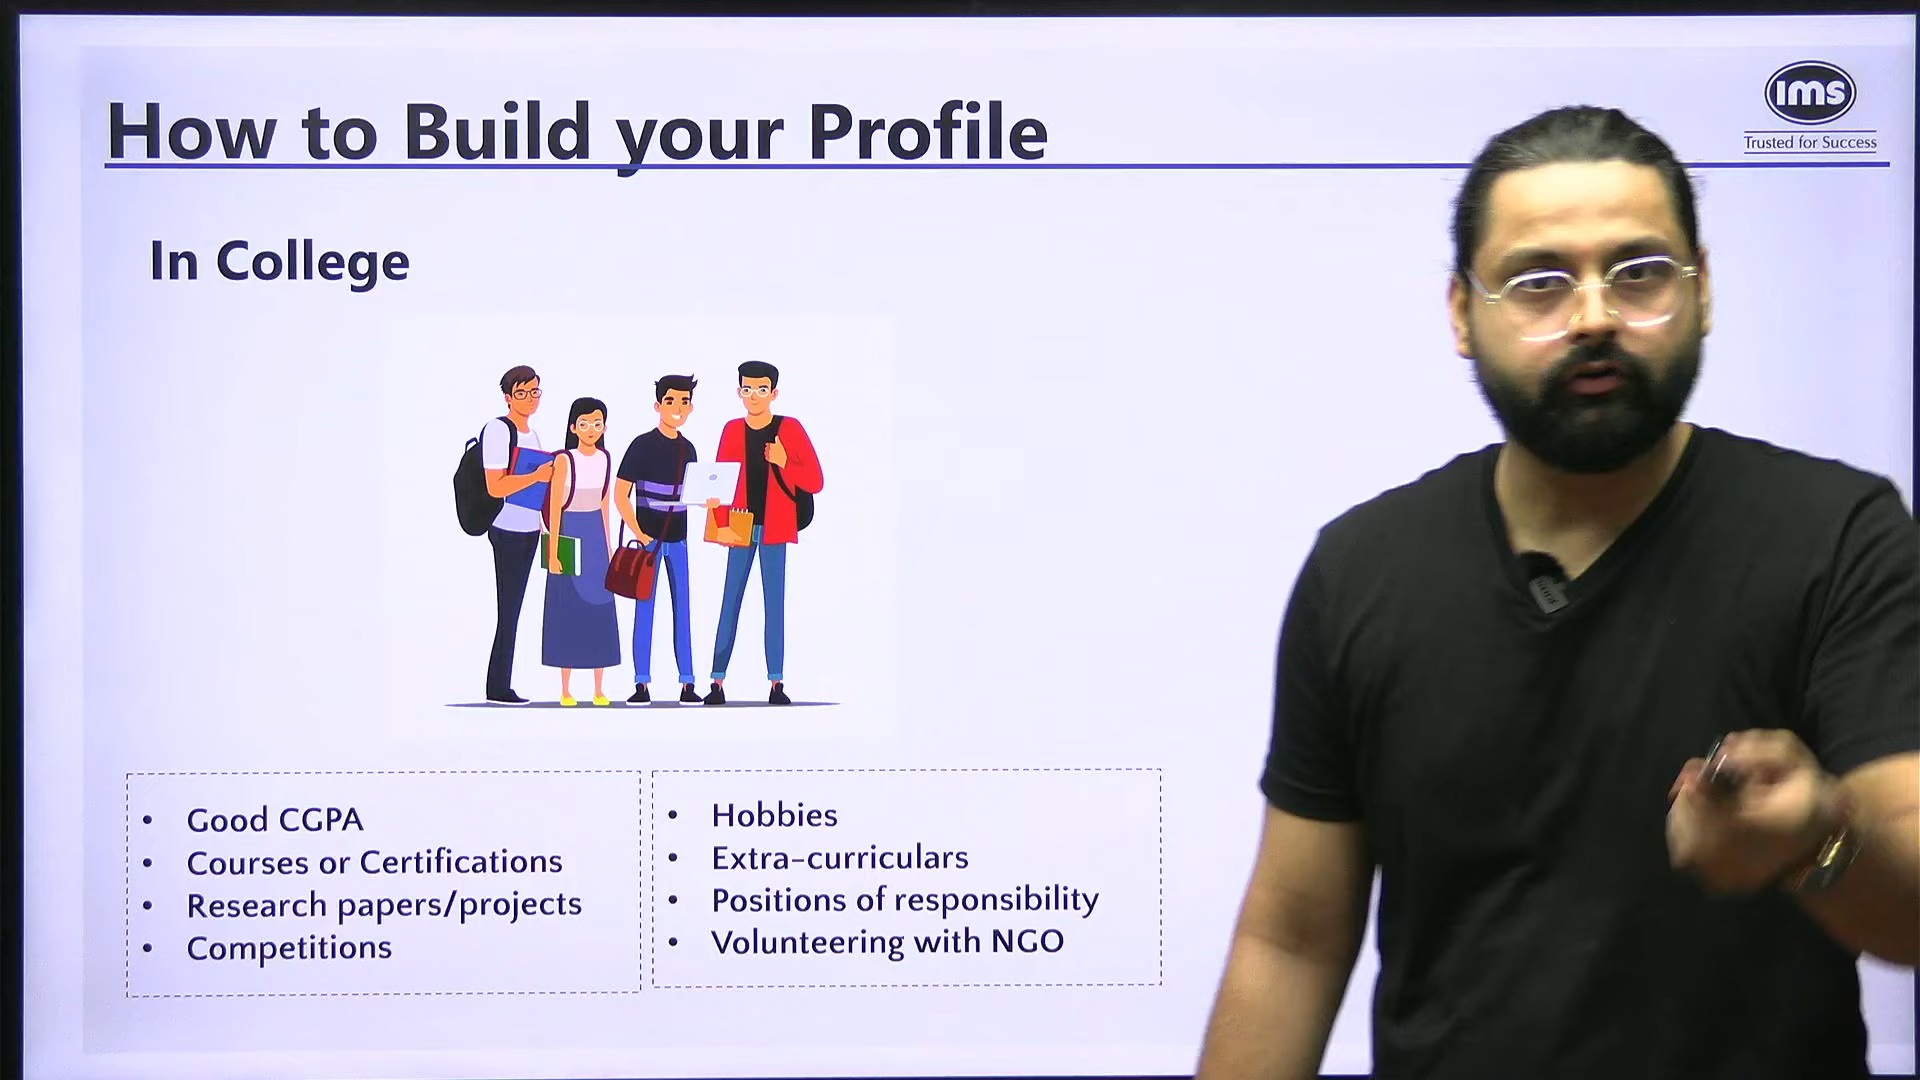 How to Build your Profile
ims
Trusted for Success
In College
• Good CGPA
• Courses or Certifications
• Research papers/projects
• Competitions
• Hobbies
• Extra-curriculars
• Positions of responsibility
• Volunteering with NGO